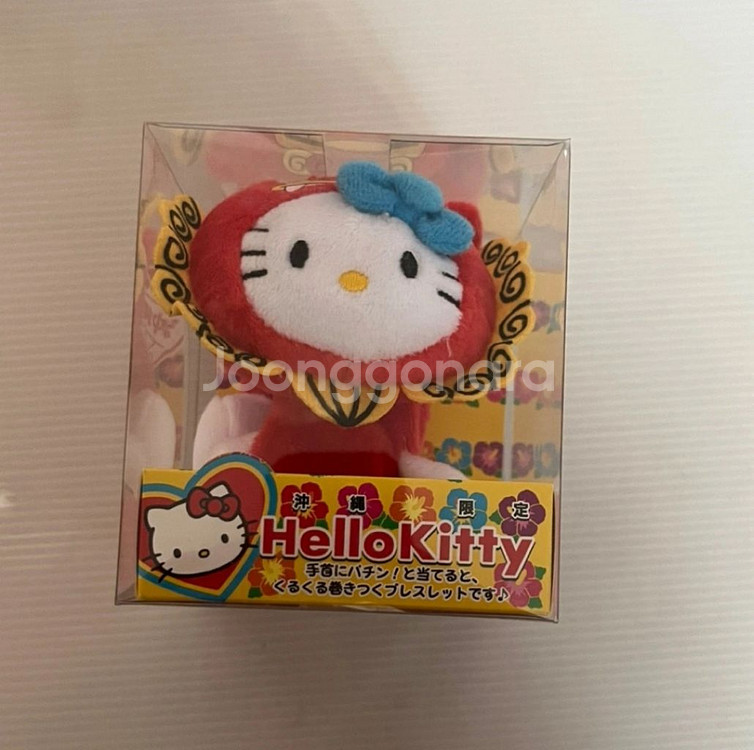 Joonggonara
沖縄限定
HelloKitty
手首にパチン!と当てると、
くるくる巻きつくブレスレットです♪